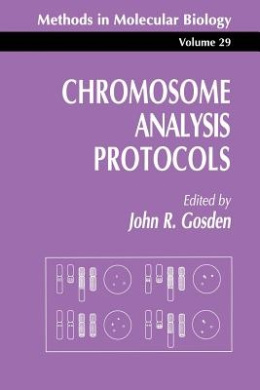 Methods in Molecular Biology
Volume 29
CHROMOSOME
ANALYSIS
PROTOCOLS
Edited by
John R. Gosden